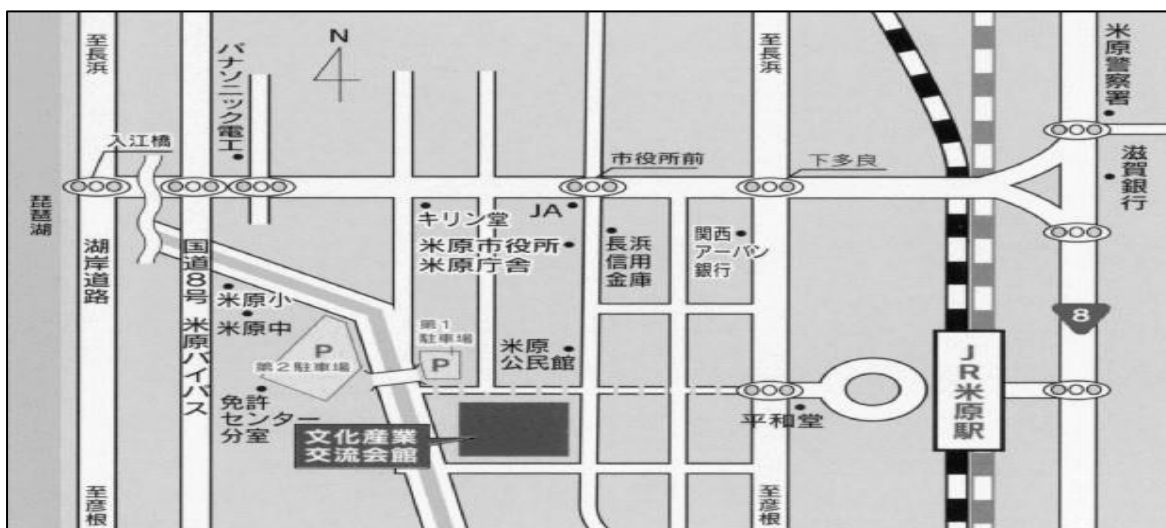 至長浜
パナソニック電工
N
至長浜
米原警察署
入江橋
市役所前
下多良
滋賀銀行
琵琶湖
湖岸道路
国道8号 米原バイパス
キリン堂
JA
米原市役所
米原庁舎
長浜
信用
金庫
関西
アーバン
銀行
米原小
米原中
P
第2駐車場
第1
駐車場
P
米原
公民館
8
JR米原駅
免許
センター
分室
文化産業
交流会館
平和堂
至彦根
至彦根